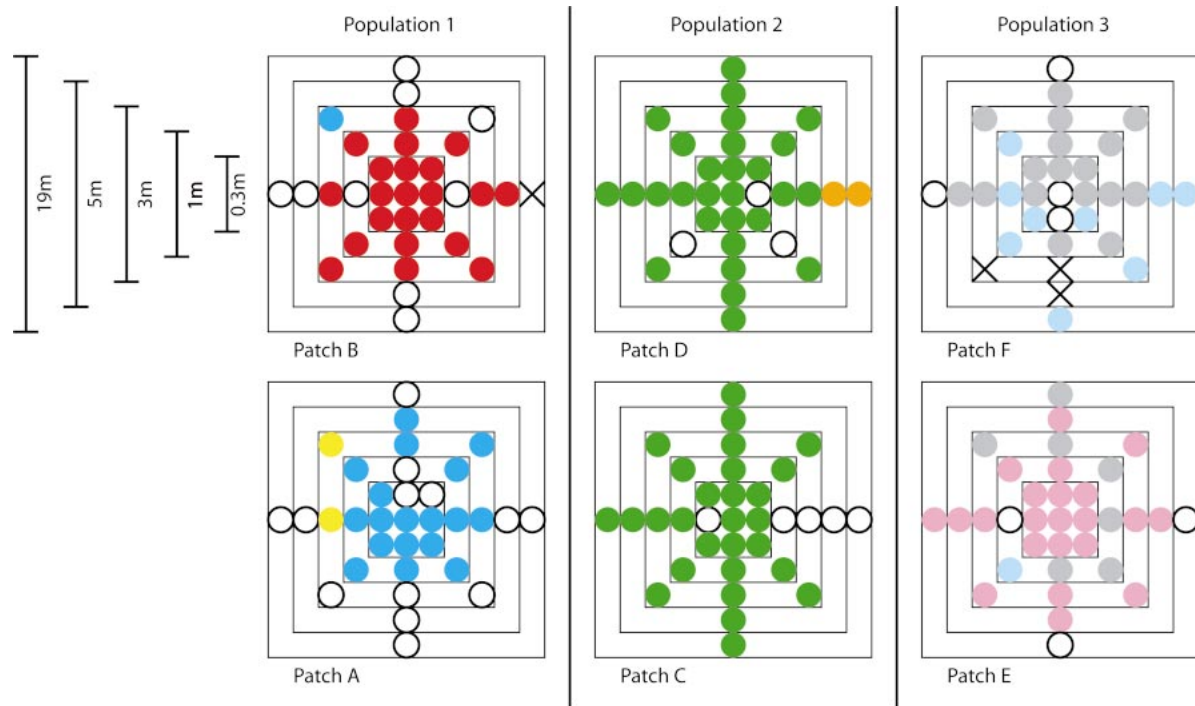 Population 1
Population 2
Population 3
19m
5m
3m
1m
0.3m
Patch B
Patch D
Patch F
Patch A
Patch C
Patch E